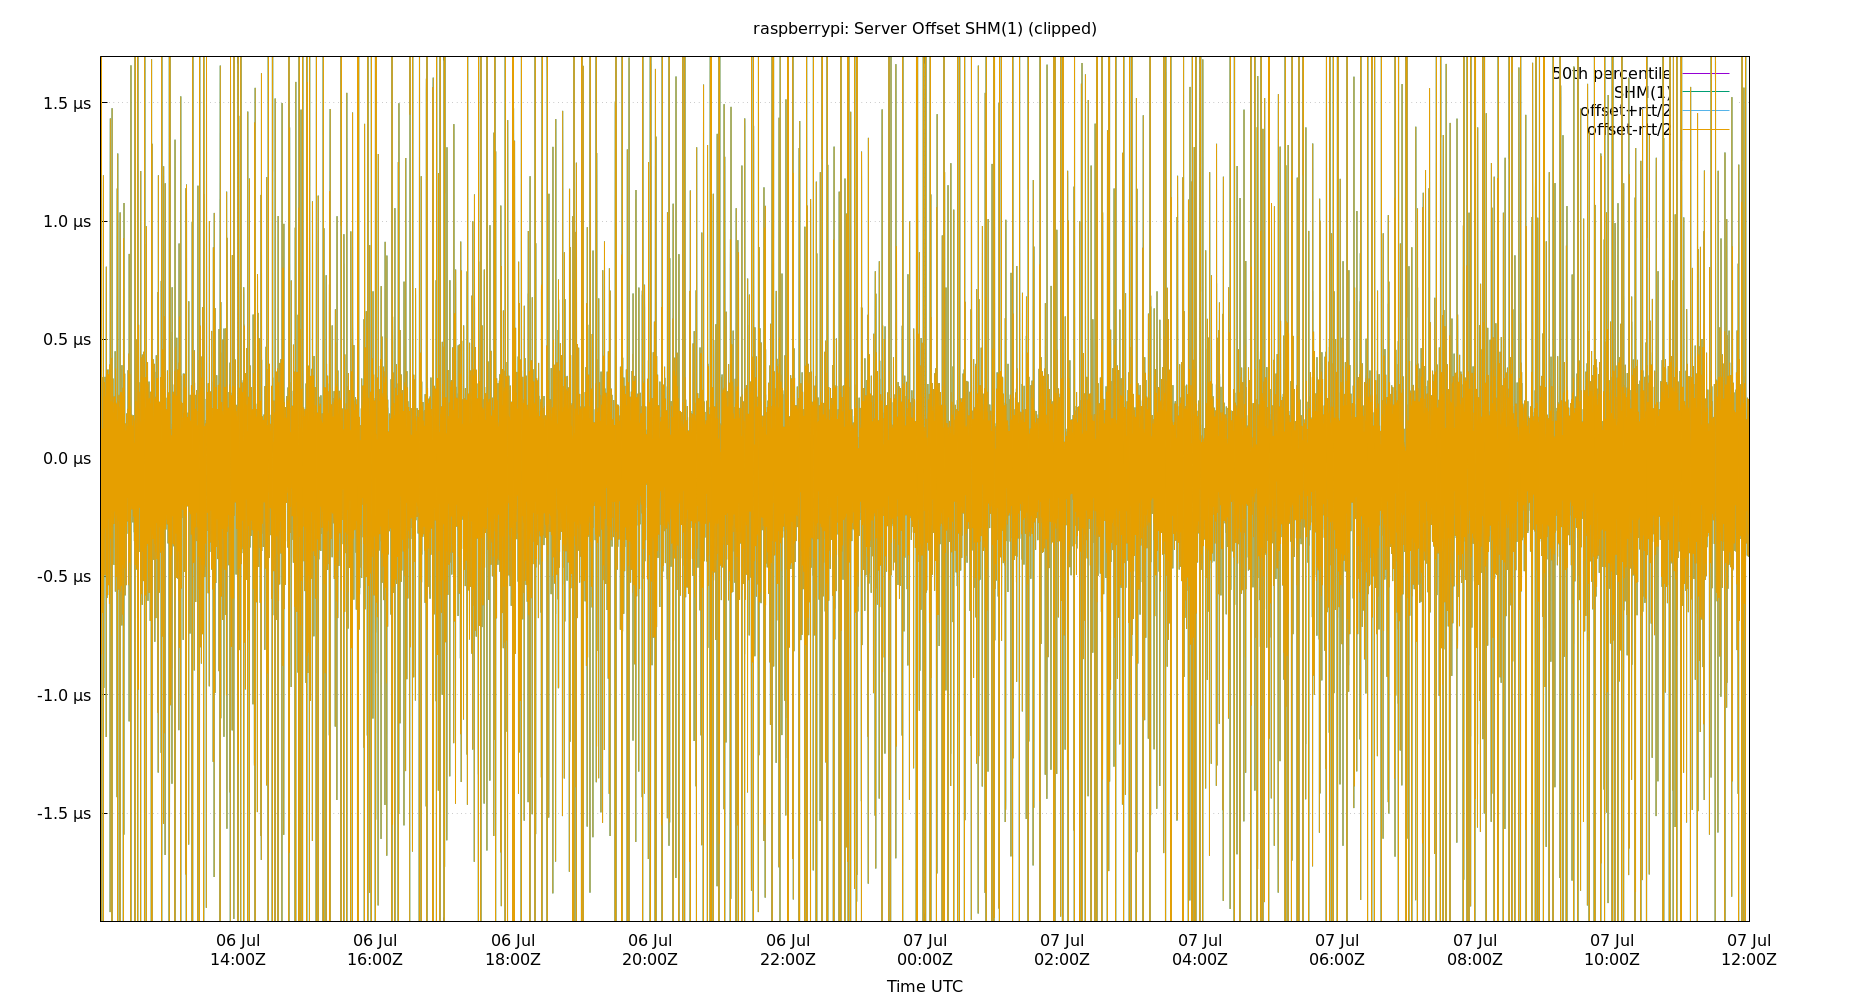 raspberrypi: Server Offset SHM(1) (clipped)
50th percentile
SHM(1)
offset+rtt/2
offset-rtt/2
1.5 μs
1.0 μs
0.5 μs
0.0 μs
-0.5 μs
-1.0 μs
-1.5 μs
06 Jul 06 Jul 06 Jul 06 Jul 06 Jul 07 Jul 07 Jul 07 Jul 07 Jul 07 Jul 07 Jul 07 Jul
14:00Z 16:00Z 18:00Z 20:00Z 22:00Z 00:00Z 02:00Z 04:00Z 06:00Z 08:00Z 10:00Z 12:00Z
Time UTC